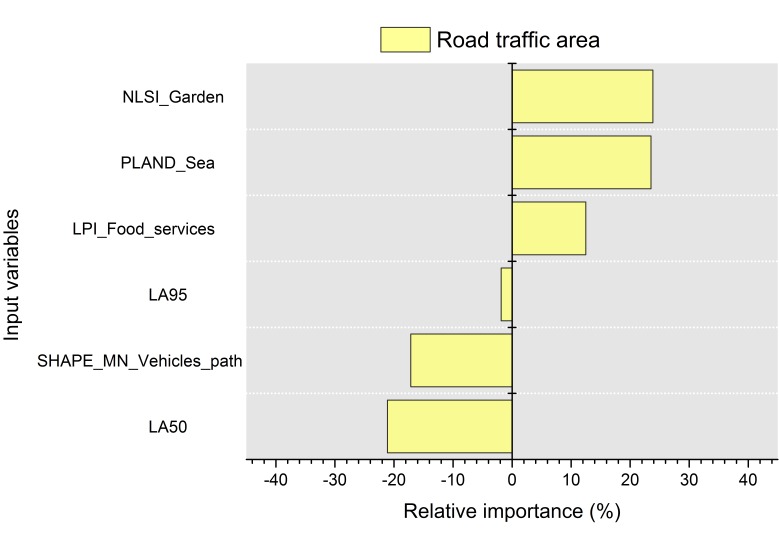 Road traffic area
NLSI_Garden
PLAND_Sea
LPI_Food_services
LA95
SHAPE_MN_Vehicles_path
LA50
Input variables
-40 -30 -20 -10 0 10 20 30 40
Relative importance (%)